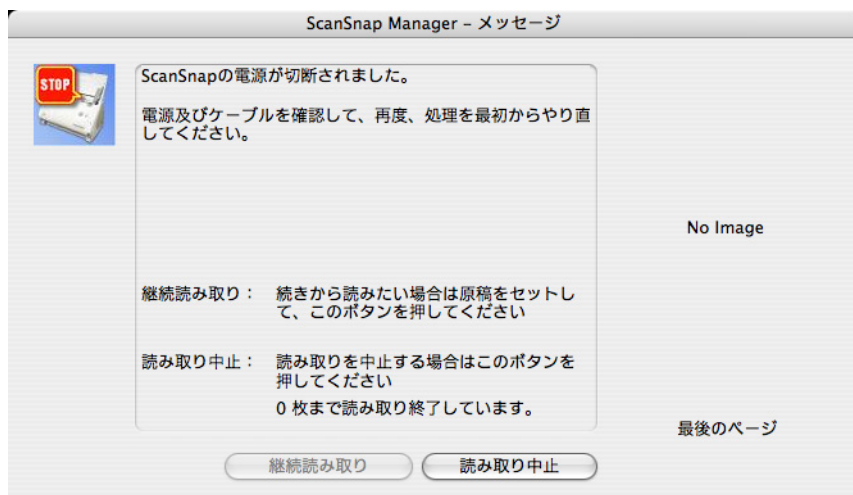 ScanSnap Manager – メッセージ
STOP
ScanSnapの電源が切断されました。
電源及びケーブルを確認して、再度、処理を最初からやり直
してください。
No Image
継続読み取り： 続きから読みたい場合は原稿をセットし
て、このボタンを押してください
読み取り中止： 読み取りを中止する場合はこのボタンを
押してください
0 枚まで読み取り終了しています。
最後のページ
継続読み取り
読み取り中止